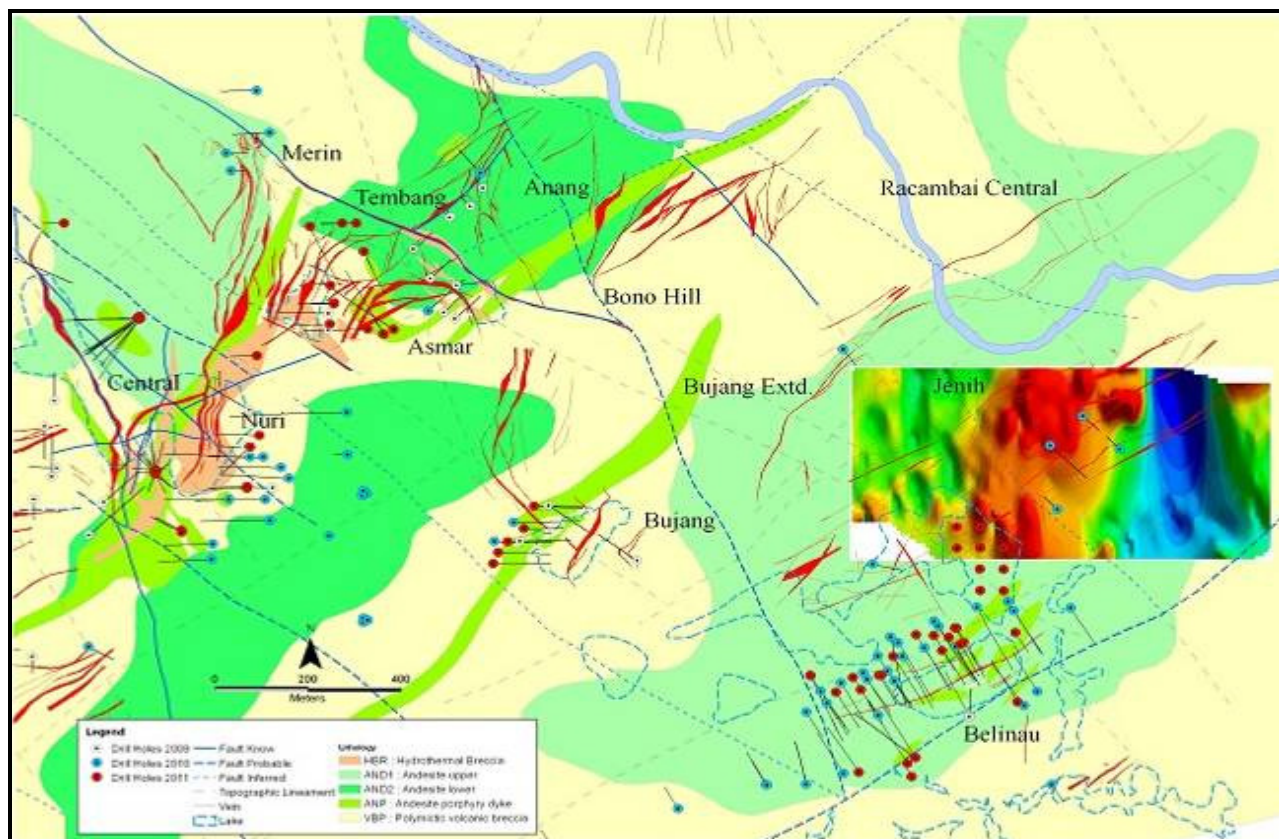 Merin
Tembang
Anang
Racambai Central
Bono Hill
Asmar
Central
Bujang Extd.
Jenih
Nuri
Bujang
N
0 200 400
Meters
Belinau
Legend
Drill Holes 2009
Drill Holes 2010
Drill Holes 2011
Fault Know
Fault Probable
Fault Inferred
Topographic Lineament
Vein
Lake
Litology
HBR : Hydrothermal Breccia
AND1 : Andesite upper
AND2 : Andesite lower
ANP : Andesite porphyry dyke
VBP : Polymictic volcanic breccia